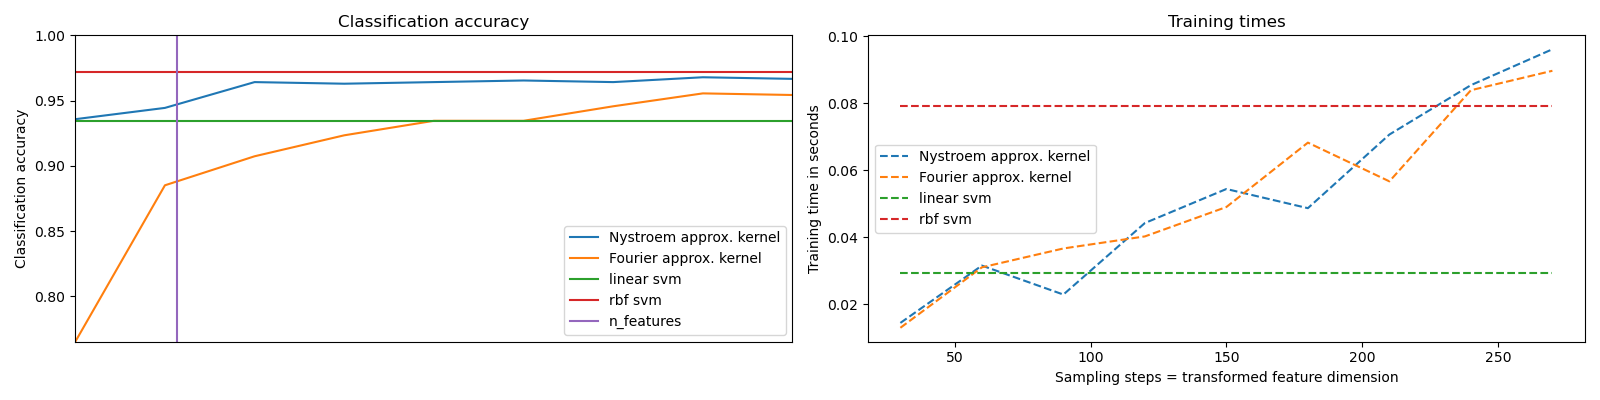 Classification accuracy
1.00
0.95
0.90
0.85
0.80
Classification accuracy
Nystroem approx. kernel
Fourier approx. kernel
linear svm
rbf svm
n_features
Training times
0.10
0.08
0.06
0.04
0.02
Training time in seconds
Nystroem approx. kernel
Fourier approx. kernel
linear svm
rbf svm
50
100
150
200
250
Sampling steps = transformed feature dimension